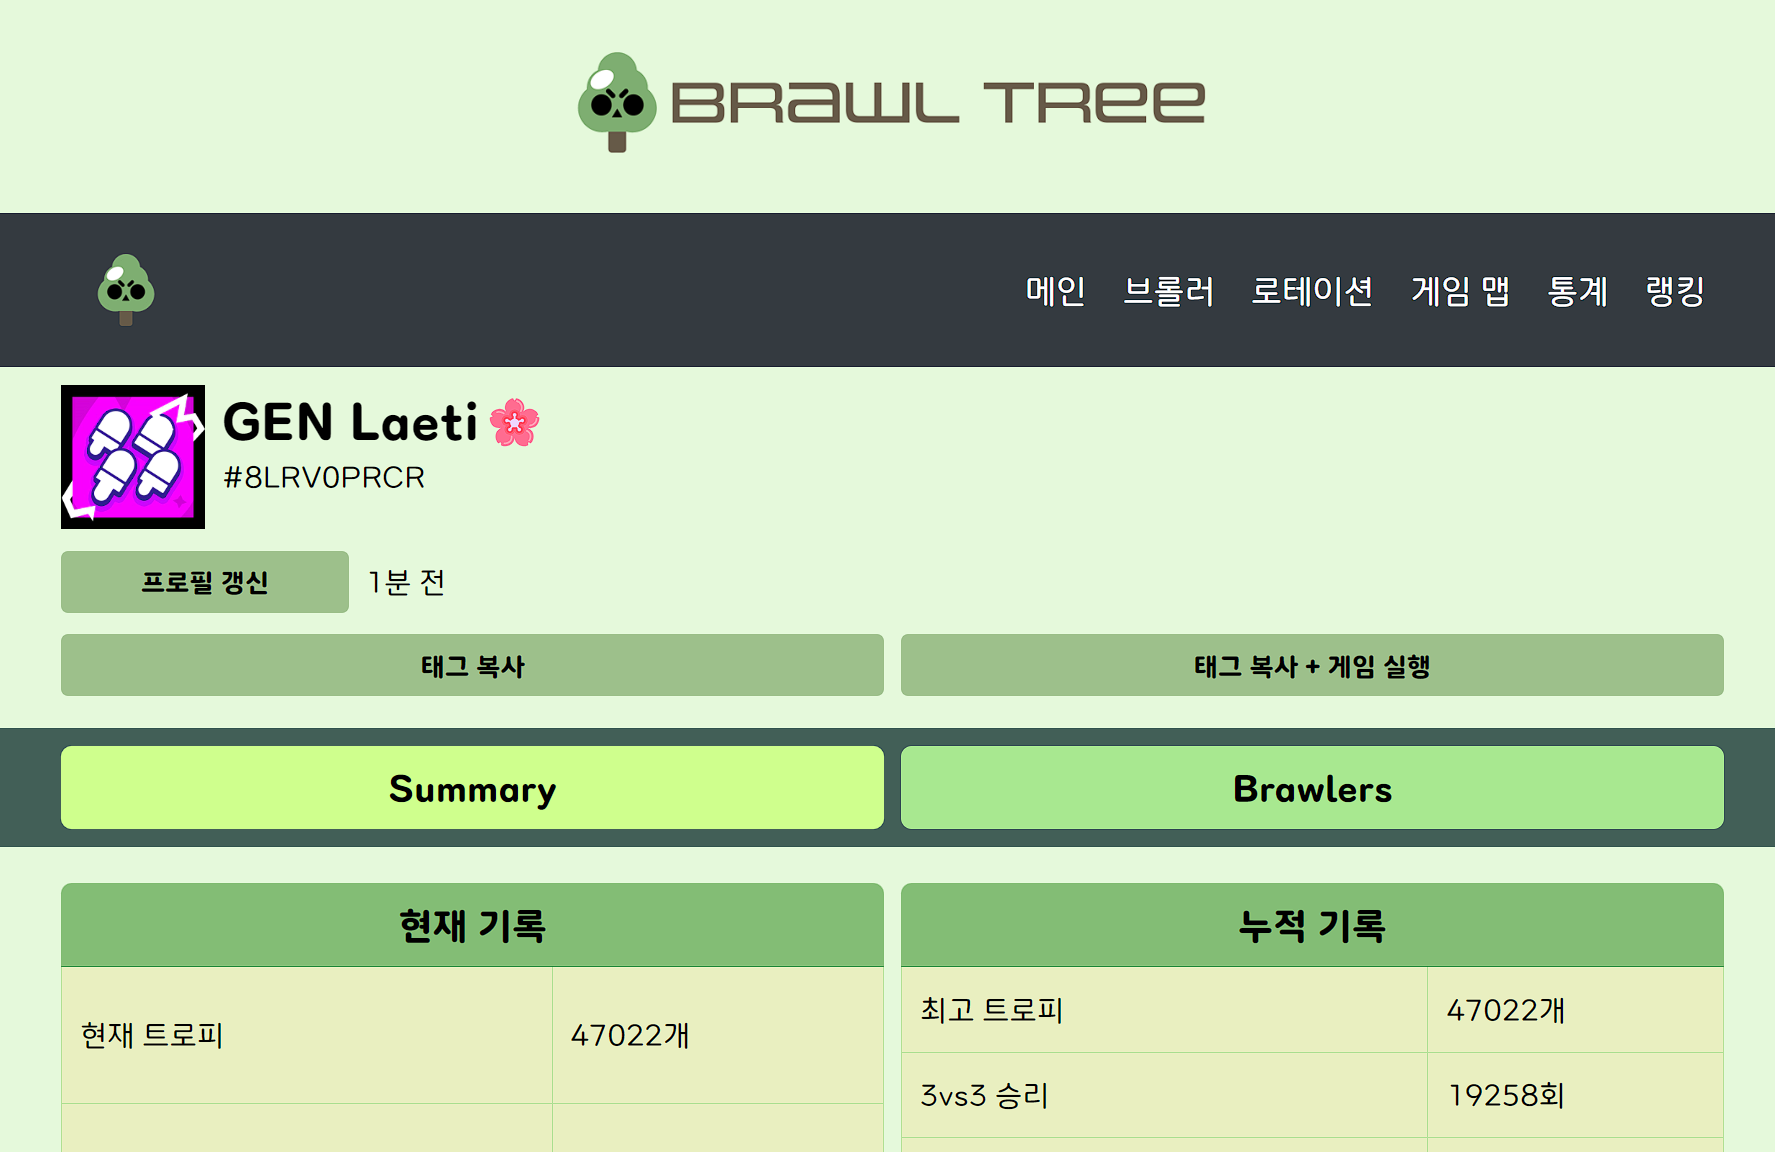 BRAWL TREE
메인 브롤러 로테이션 게임 맵 통계 랭킹
GEN Laeti🌸
#8LRV0PRCR
프로필 갱신 1분 전
태그 복사
태그 복사 + 게임 실행
Summary
Brawlers
현재 기록
현재 트로피 47022개
누적 기록
최고 트로피 47022개
3vs3 승리 19258회